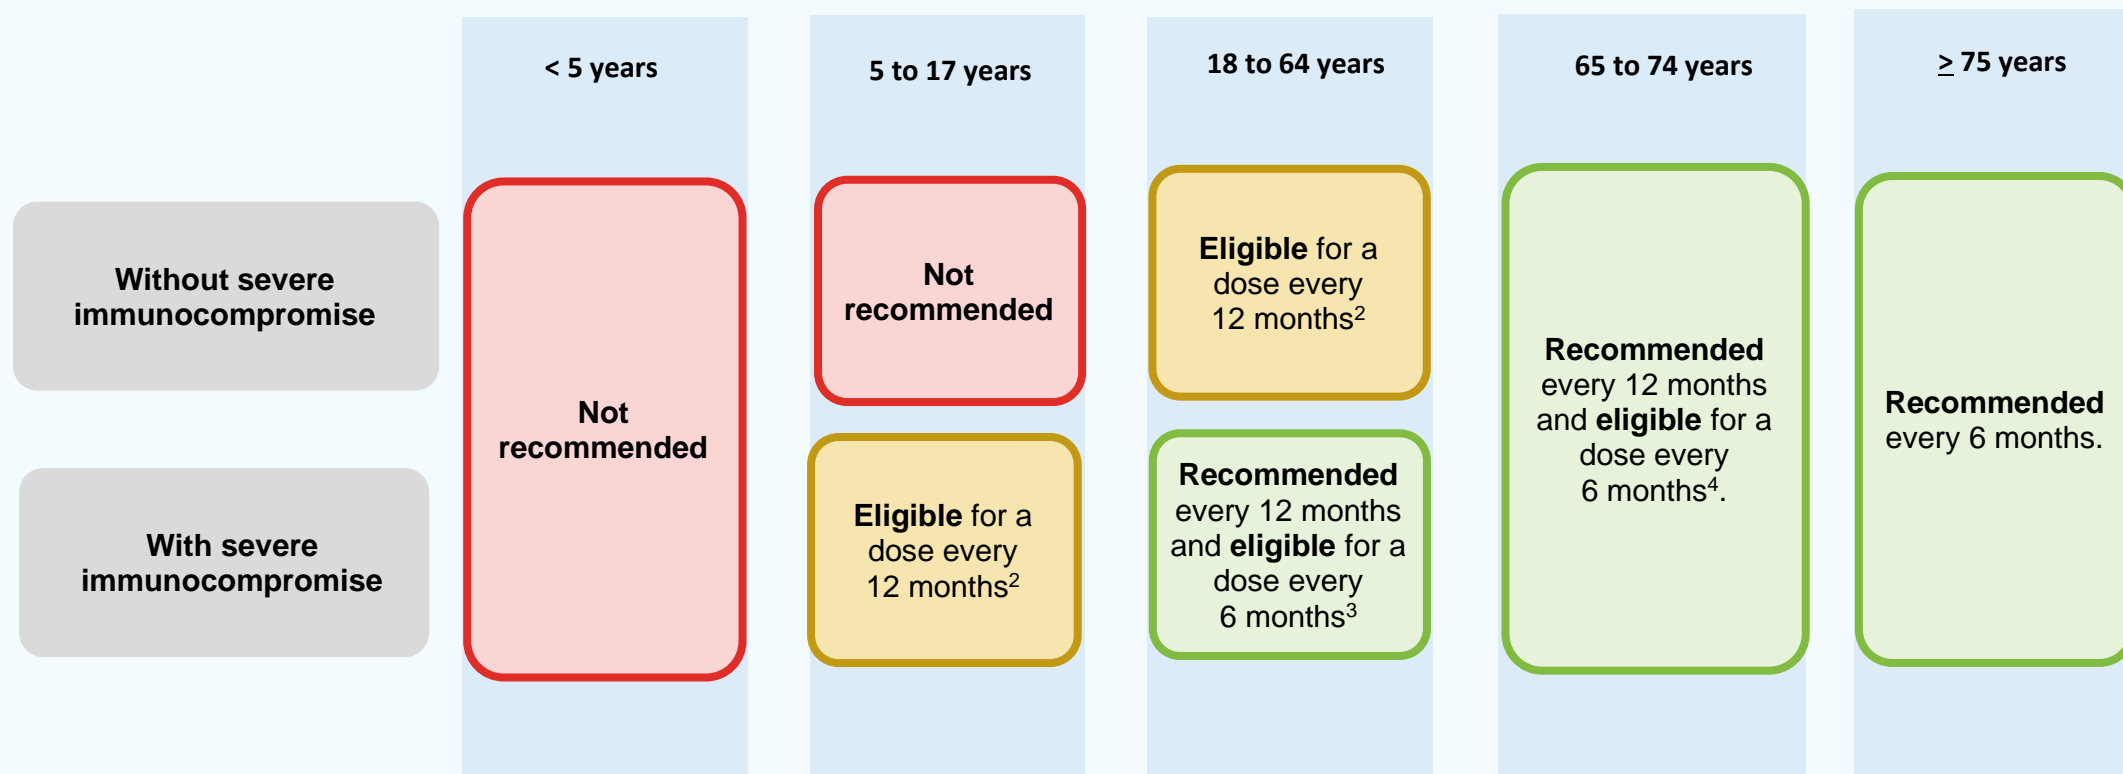 < 5 years
5 to 17 years
18 to 64 years
65 to 74 years
≥ 75 years
Without severe
immunocompromise
With severe
immunocompromise
Not
recommended
Not
recommended
Eligible for a
dose every
12 months²
Eligible for a
dose every
12 months²
Recommended
every 12 months
and eligible for a
dose every
6 months³
Recommended
every 12 months
and eligible for a
dose every
6 months⁴.
Recommended
every 6 months.